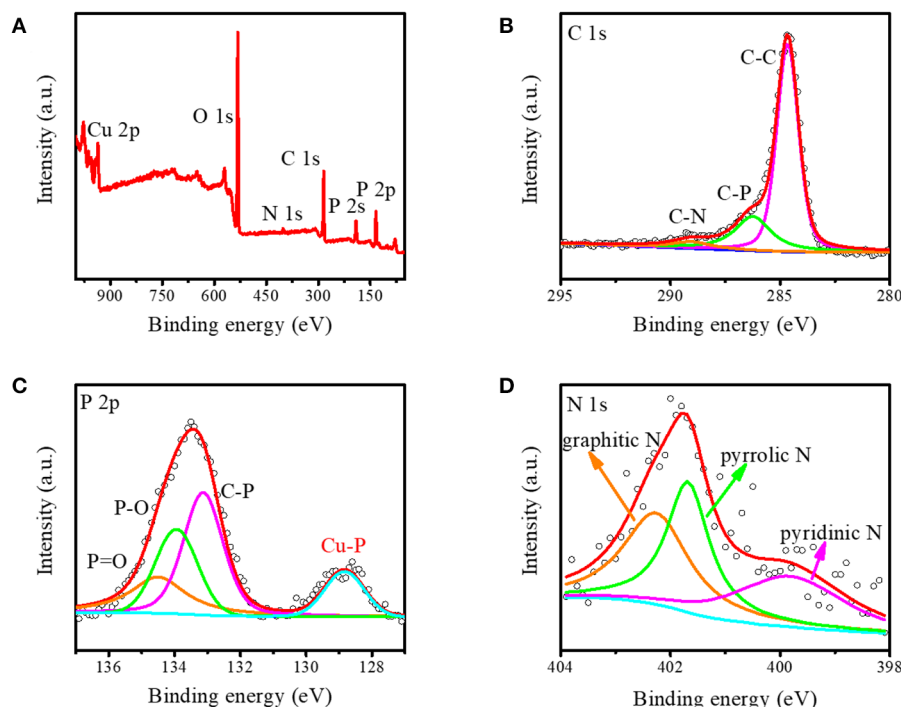 A
Cu 2p
O 1s
N 1s
C 1s
P 2s
P 2p
Intensity (a.u.)
900 750 600 450 300 150
Binding energy (eV)
B
C 1s
C-C
C-P
C-N
Intensity (a.u.)
295 290 285 280
Binding energy (eV)
C
P 2p
P-O
C-P
P=O
Cu-P
Intensity (a.u.)
136 134 132 130 128
Binding energy (eV)
D
N 1s
graphitic N
pyrrolic N
pyridinic N
Intensity (a.u.)
404 402 400 398
Binding energy (eV)